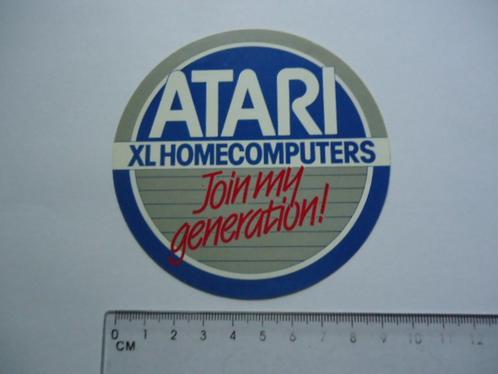 ATARI
XL HOMECOMPUTERS
Join my
generation!
0 1 2 3 4 5 6 7 8 9 10 11 12
CM